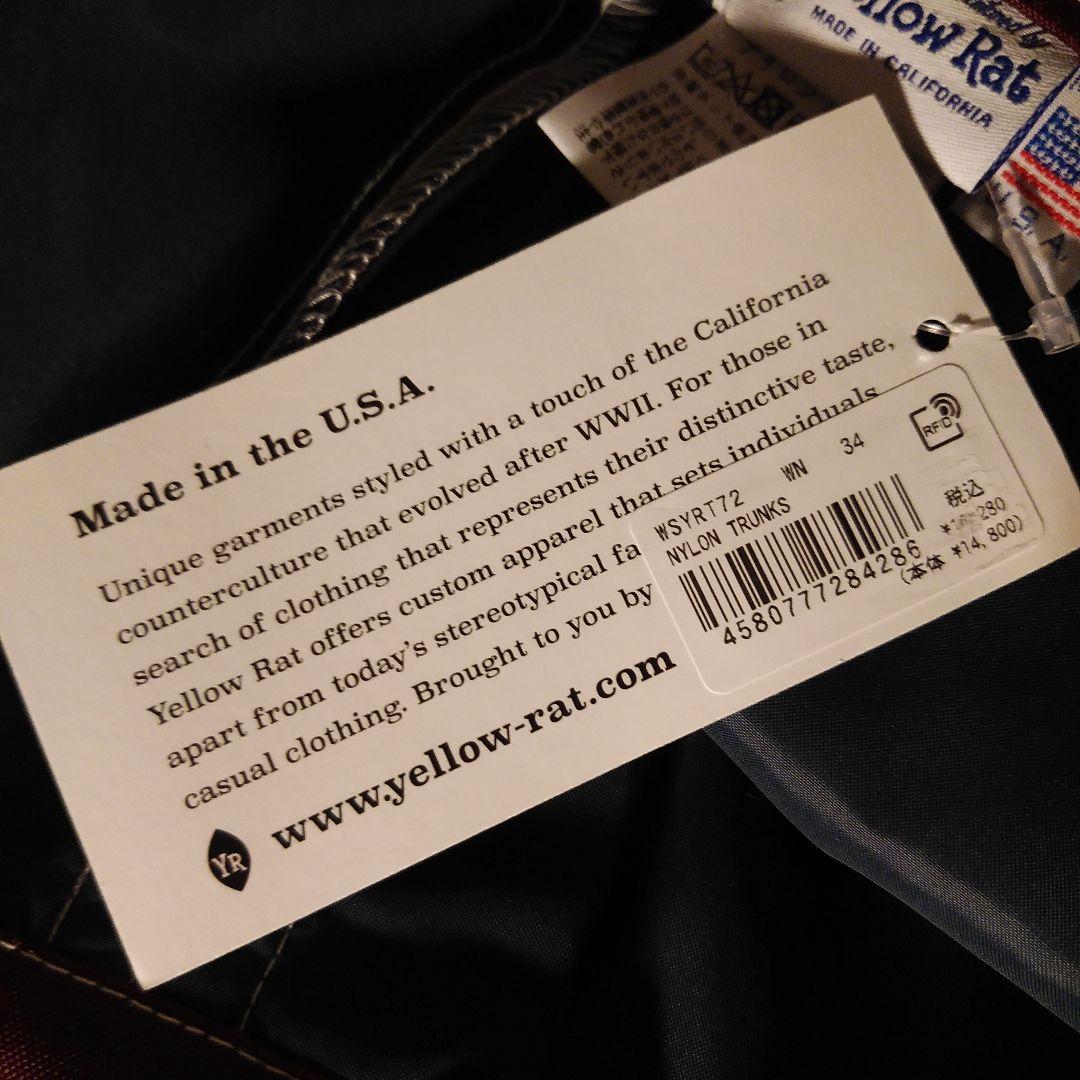 Yellow Rat
MADE IN CALIFORNIA
U. S. A.
Made in the U.S.A.
Unique garments styled with a touch of the California
counterculture that evolved after WWII. For those in
search of clothing that represents their distinctive taste,
Yellow Rat offers custom apparel that sets individuals
apart from today's stereotypical fa
casual clothing. Brought to you by
www.yellow-rat.com
YR
RFID
WSYRT72 WN 34
NYLON TRUNKS
4580777284286
税込
280
(本体 ¥14,800)